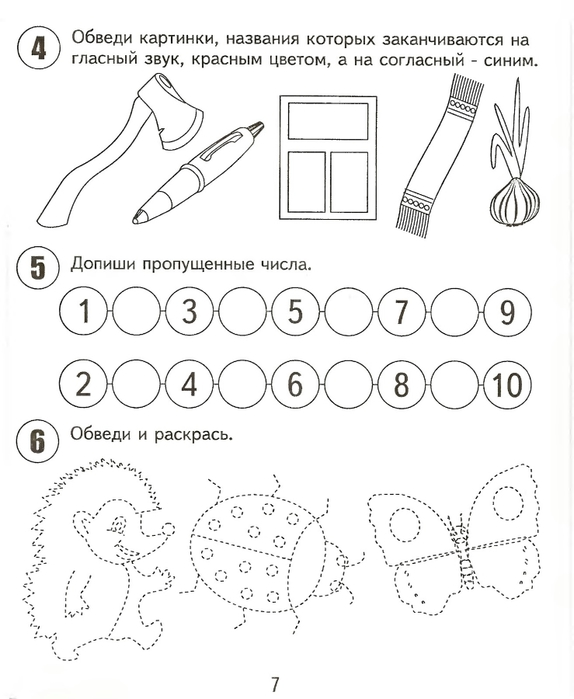 4 Обведи картинки, названия которых заканчиваются на
гласный звук, красным цветом, а на согласный - синим.
5 Допиши пропущенные числа.
1 3 5 7 9
2 4 6 8 10
6 Обведи и раскрась.
7